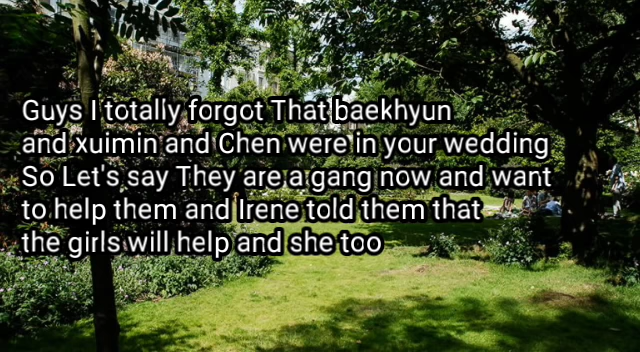 Guys I totally forgot That baekhyun
and xuimin and Chen were in your wedding
So Let's say They are a gang now and want
to help them and Irene told them that
the girls will help and she too